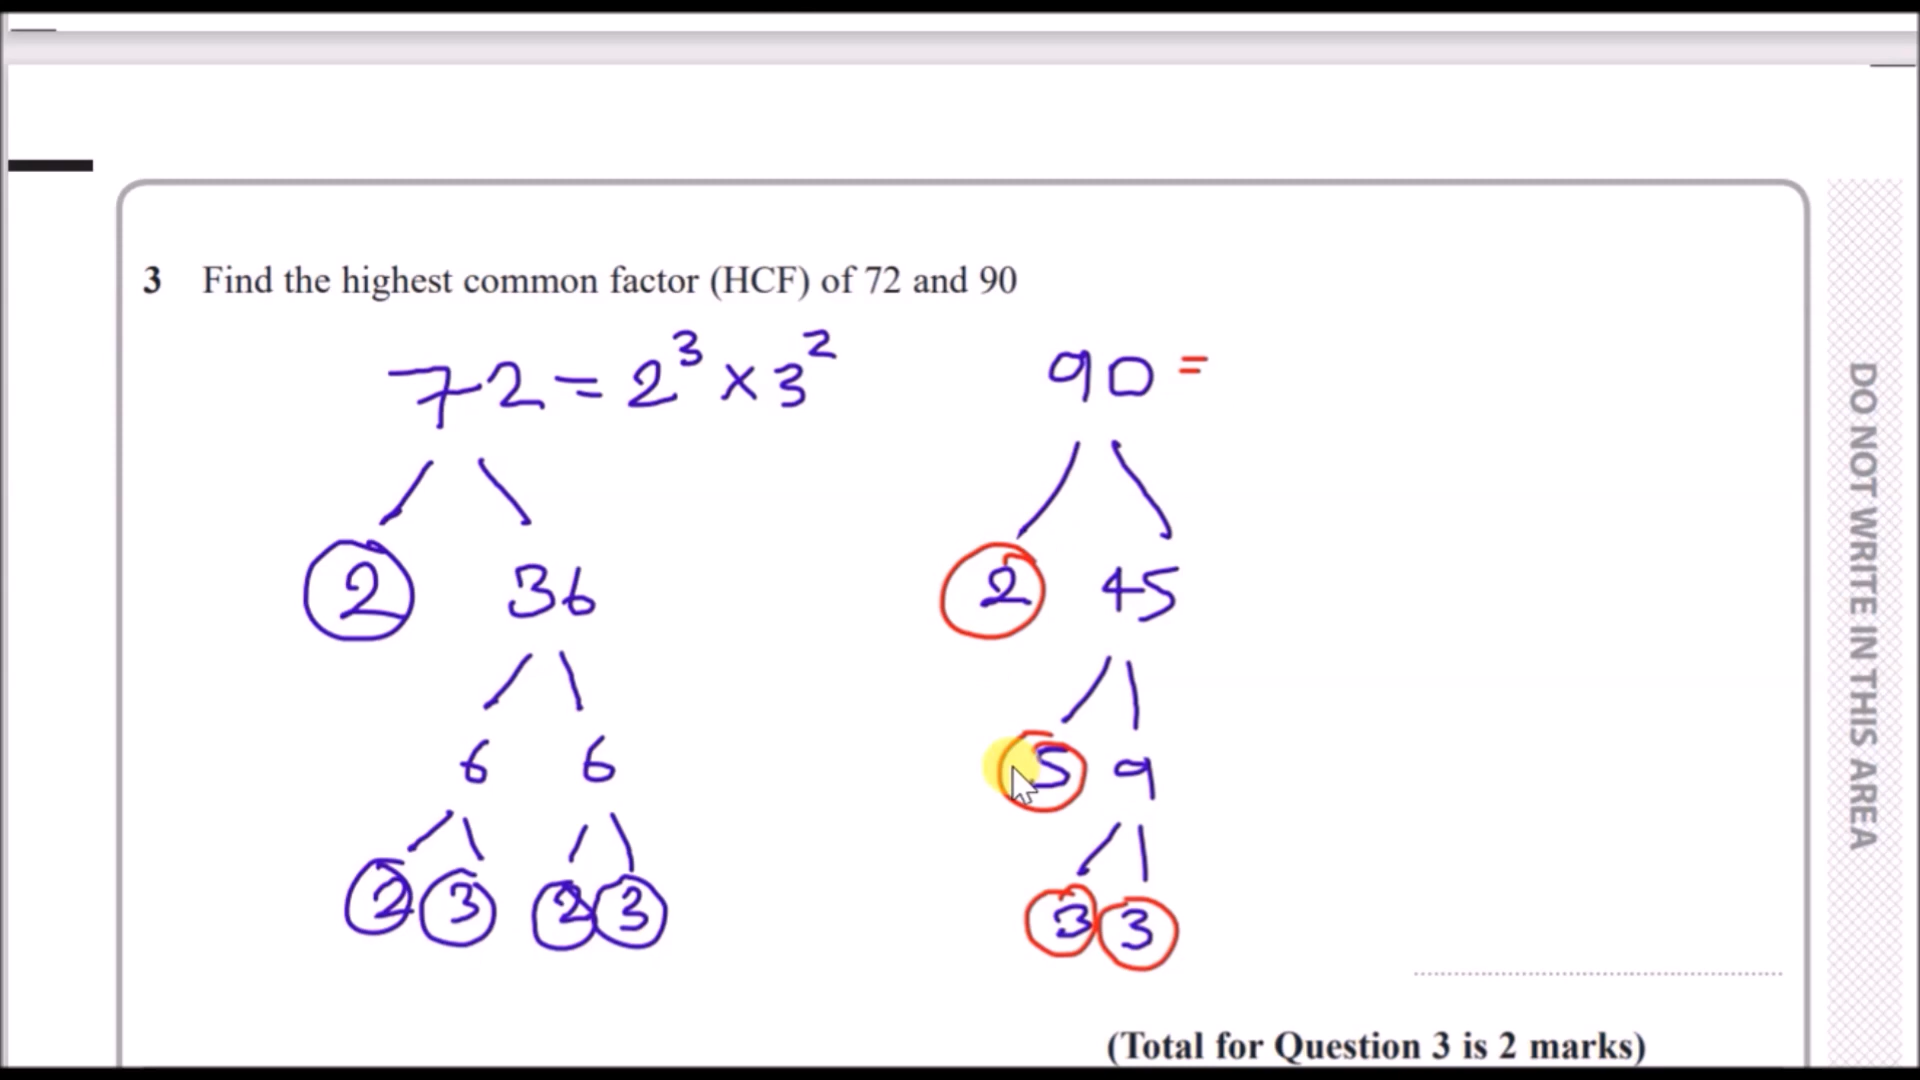 3 Find the highest common factor (HCF) of 72 and 90
72 = 2³ × 3²
90 =
2 36
2 45
6 6
5 9
2 3 2 3
3 3
(Total for Question 3 is 2 marks)
DO NOT WRITE IN THIS AREA